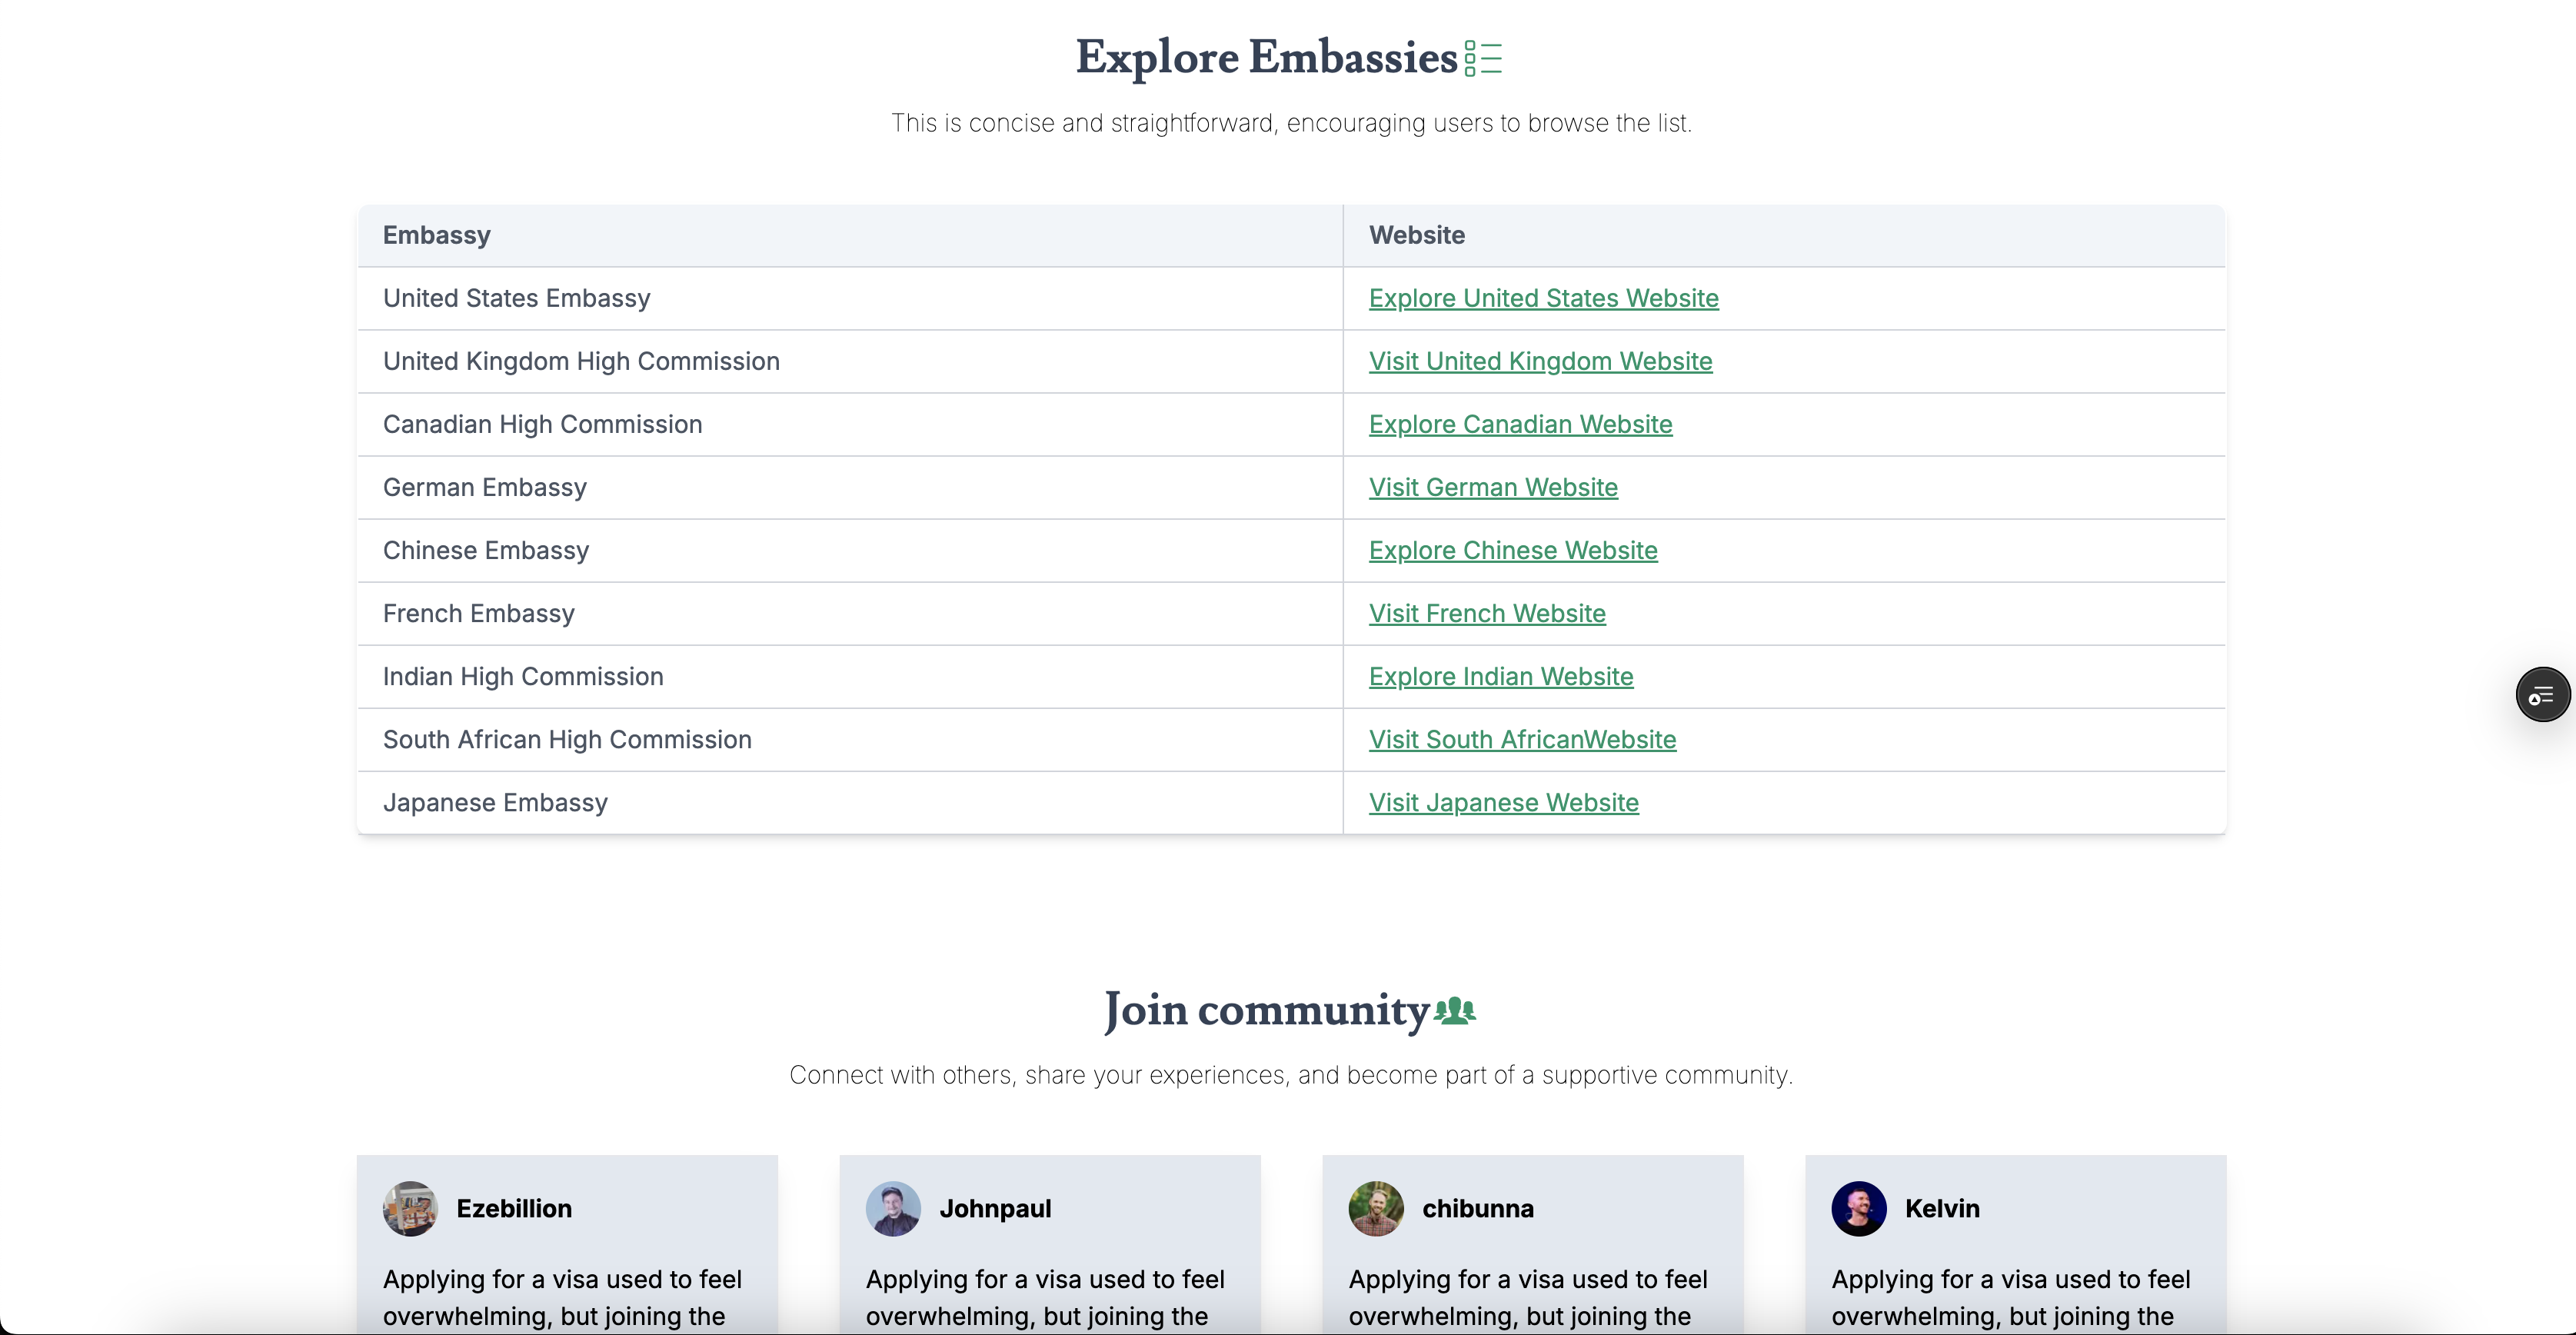 Explore Embassies
This is concise and straightforward, encouraging users to browse the list.
Embassy Website
United States Embassy Explore United States Website
United Kingdom High Commission Visit United Kingdom Website
Canadian High Commission Explore Canadian Website
German Embassy Visit German Website
Chinese Embassy Explore Chinese Website
French Embassy Visit French Website
Indian High Commission Explore Indian Website
South African High Commission Visit South AfricanWebsite
Japanese Embassy Visit Japanese Website
Join community
Connect with others, share your experiences, and become part of a supportive community.
Ezebillion
Applying for a visa used to feel
overwhelming, but joining the
Johnpaul
Applying for a visa used to feel
overwhelming, but joining the
chibunna
Applying for a visa used to feel
overwhelming, but joining the
Kelvin
Applying for a visa used to feel
overwhelming, but joining the